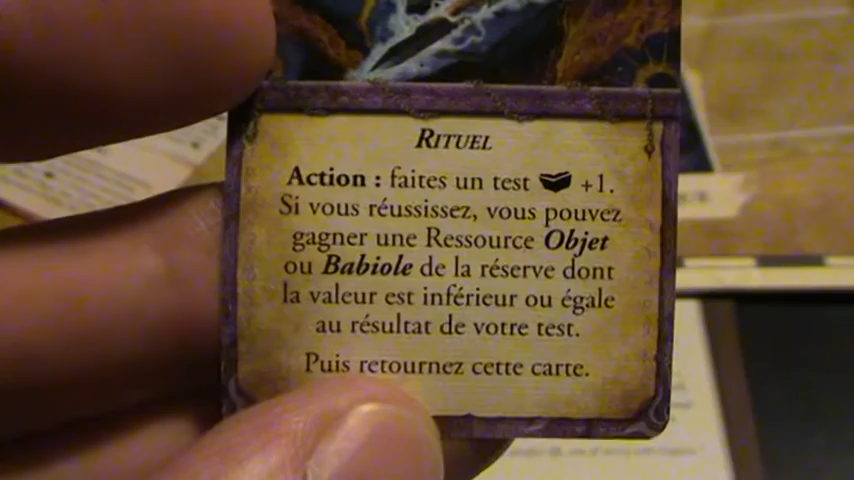 RITUEL
Action : faites un test +1.
Si vous réussissez, vous pouvez
gagner une Ressource Objet
ou Babiole de la réserve dont
la valeur est inférieur ou égale
au résultat de votre test.
Puis retournez cette carte.